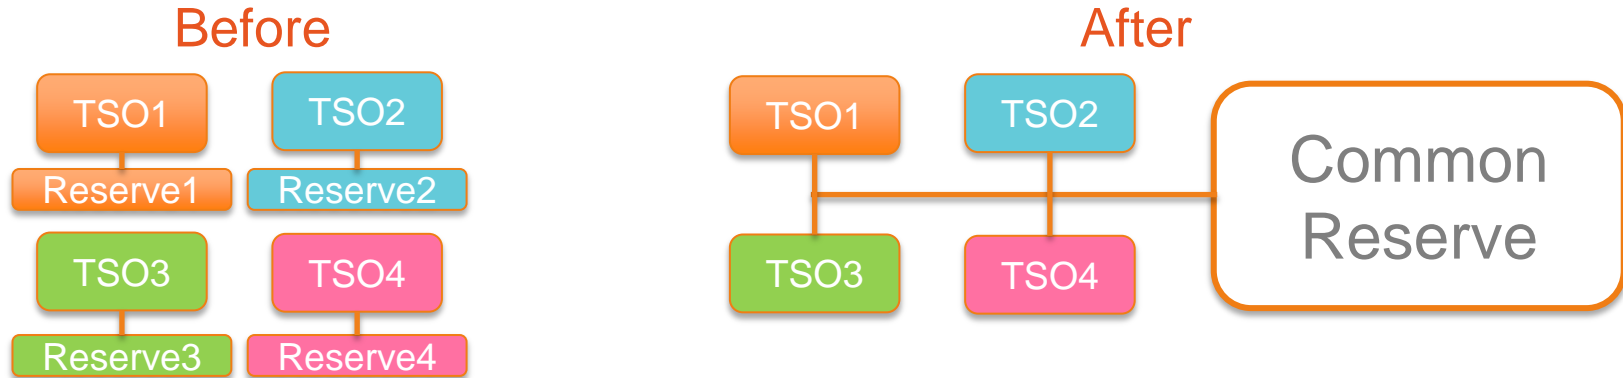 Before
TSO1
TSO2
Reserve1
Reserve2
TSO3
TSO4
Reserve3
Reserve4
After
TSO1
TSO2
TSO3
TSO4
Common
Reserve